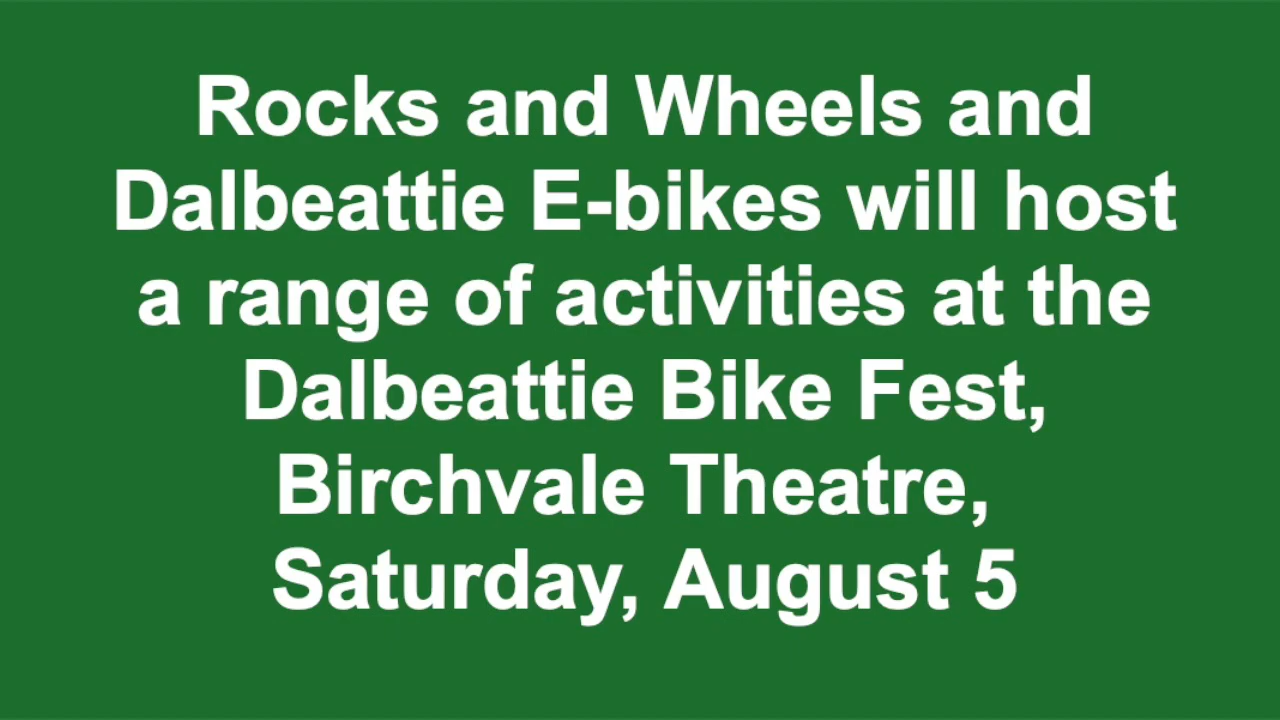 Rocks and Wheels and
Dalbeattie E-bikes will host
a range of activities at the
Dalbeattie Bike Fest,
Birchvale Theatre,
Saturday, August 5